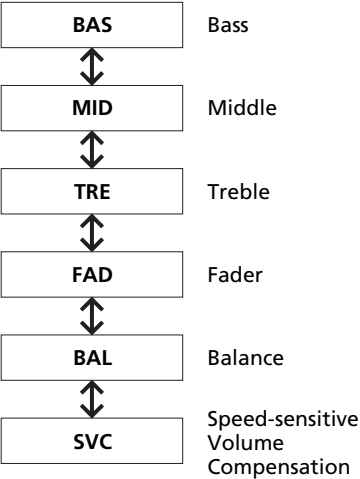 BAS Bass
MID Middle
TRE Treble
FAD Fader
BAL Balance
SVC Speed-sensitive
Volume
Compensation